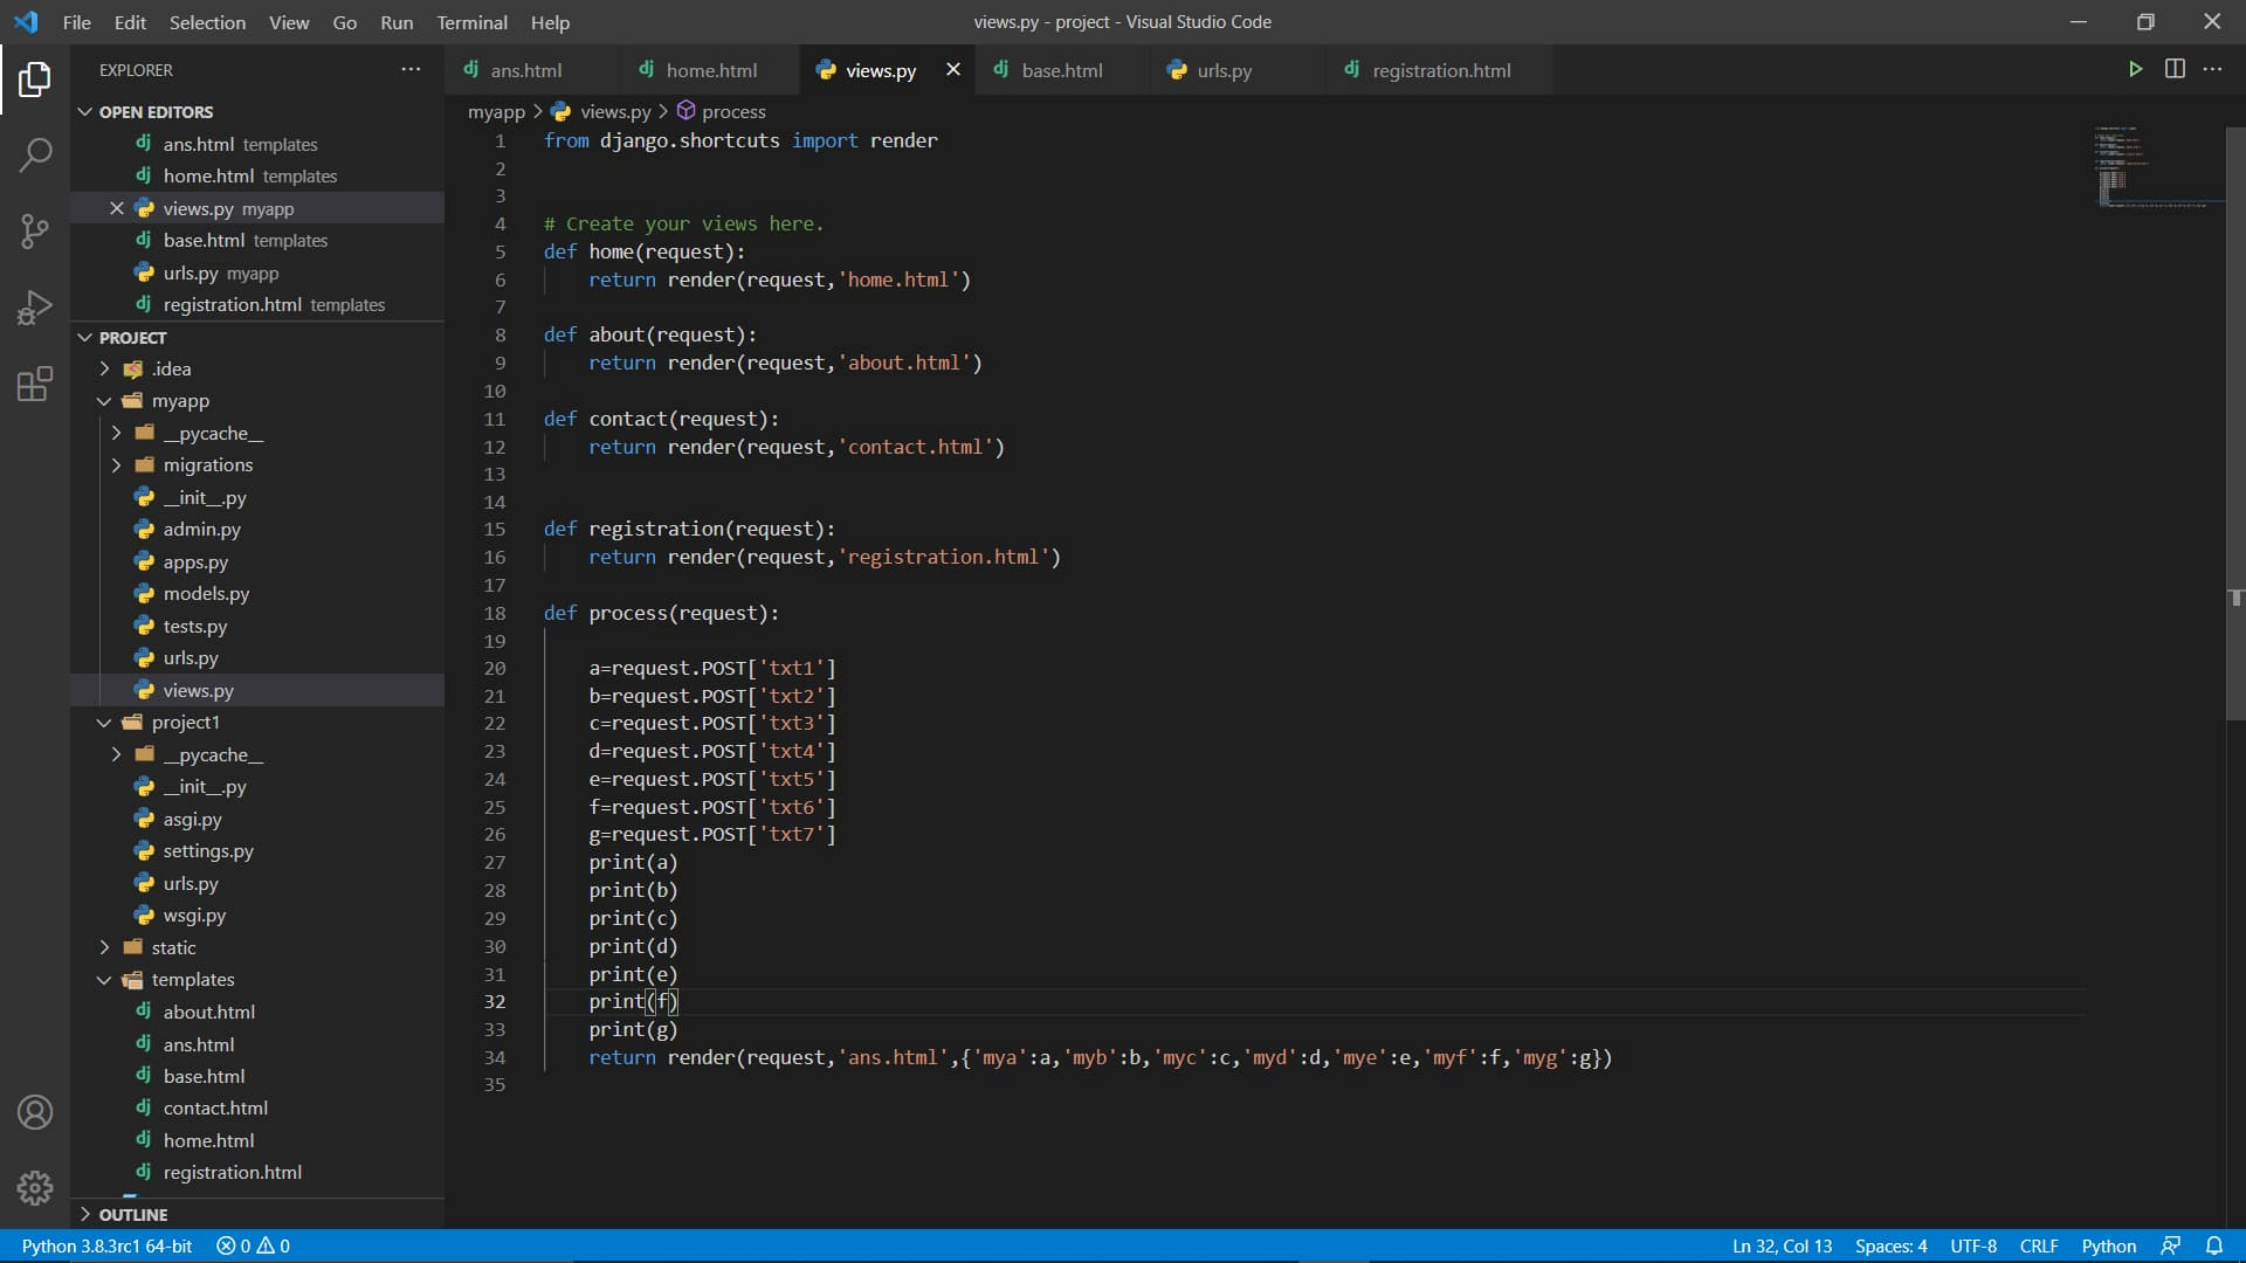 File Edit Selection View Go Run Terminal Help
views.py - project - Visual Studio Code
EXPLORER
OPEN EDITORS
ans.html templates
home.html templates
views.py myapp
base.html templates
urls.py myapp
registration.html templates
PROJECT
.idea
myapp
__pycache__
migrations
__init__.py
admin.py
apps.py
models.py
tests.py
urls.py
views.py
project1
__pycache__
__init__.py
asgi.py
settings.py
urls.py
wsgi.py
static
templates
about.html
ans.html
base.html
contact.html
home.html
registration.html
OUTLINE
ans.html home.html views.py base.html urls.py registration.html
myapp > views.py > process
1 from django.shortcuts import render
2
3
4 # Create your views here.
5 def home(request):
6     return render(request,'home.html')
7
8 def about(request):
9     return render(request,'about.html')
10
11 def contact(request):
12     return render(request,'contact.html')
13
14
15 def registration(request):
16     return render(request,'registration.html')
17
18 def process(request):
19
20     a=request.POST['txt1']
21     b=request.POST['txt2']
22     c=request.POST['txt3']
23     d=request.POST['txt4']
24     e=request.POST['txt5']
25     f=request.POST['txt6']
26     g=request.POST['txt7']
27     print(a)
28     print(b)
29     print(c)
30     print(d)
31     print(e)
32     print(f)
33     print(g)
34     return render(request,'ans.html',{'mya':a,'myb':b,'myc':c,'myd':d,'mye':e,'myf':f,'myg':g})
35
Python 3.8.3rc1 64-bit 0 0 Ln 32, Col 13 Spaces: 4 UTF-8 CRLF Python